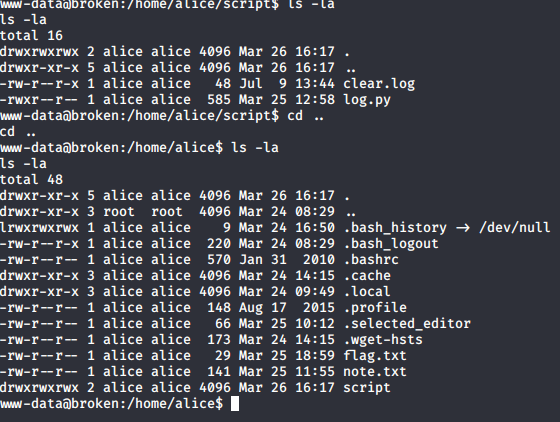 www-data@broken:/home/alice/script$ ls -la
ls -la
total 16
drwxrwxrwx 2 alice alice 4096 Mar 26 16:17 .
drwxr-xr-x 5 alice alice 4096 Mar 26 16:17 ..
-rw-r--r-x 1 alice alice   48 Jul  9 13:44 clear.log
-rwxrwxr-- 1 alice alice  585 Mar 25 12:58 log.py
www-data@broken:/home/alice/script$ cd ..
cd ..
www-data@broken:/home/alice$ ls -la
ls -la
total 48
drwxr-xr-x 5 alice alice 4096 Mar 26 16:17 .
drwxr-xr-x 3 root  root  4096 Mar 24 08:29 ..
lrwxrwxrwx 1 alice alice    9 Mar 24 16:50 .bash_history -> /dev/null
-rw-r--r-x 1 alice alice  220 Mar 24 08:29 .bash_logout
-rw-r--r-- 1 alice alice  570 Jan 31  2010 .bashrc
drwxr-xr-x 3 alice alice 4096 Mar 24 14:15 .cache
drwxr-xr-x 3 alice alice 4096 Mar 24 09:49 .local
-rw-r--r-- 1 alice alice  148 Aug 17  2015 .profile
-rw-r--r-- 1 alice alice   66 Mar 25 10:12 .selected_editor
-rw-r--r-- 1 alice alice  173 Mar 24 14:15 .wget-hsts
-rw-r--r-- 1 alice alice   29 Mar 25 18:59 flag.txt
-rw-r--r-- 1 alice alice  141 Mar 25 11:55 note.txt
drwxrwxrwx 2 alice alice 4096 Mar 26 16:17 script
www-data@broken:/home/alice$